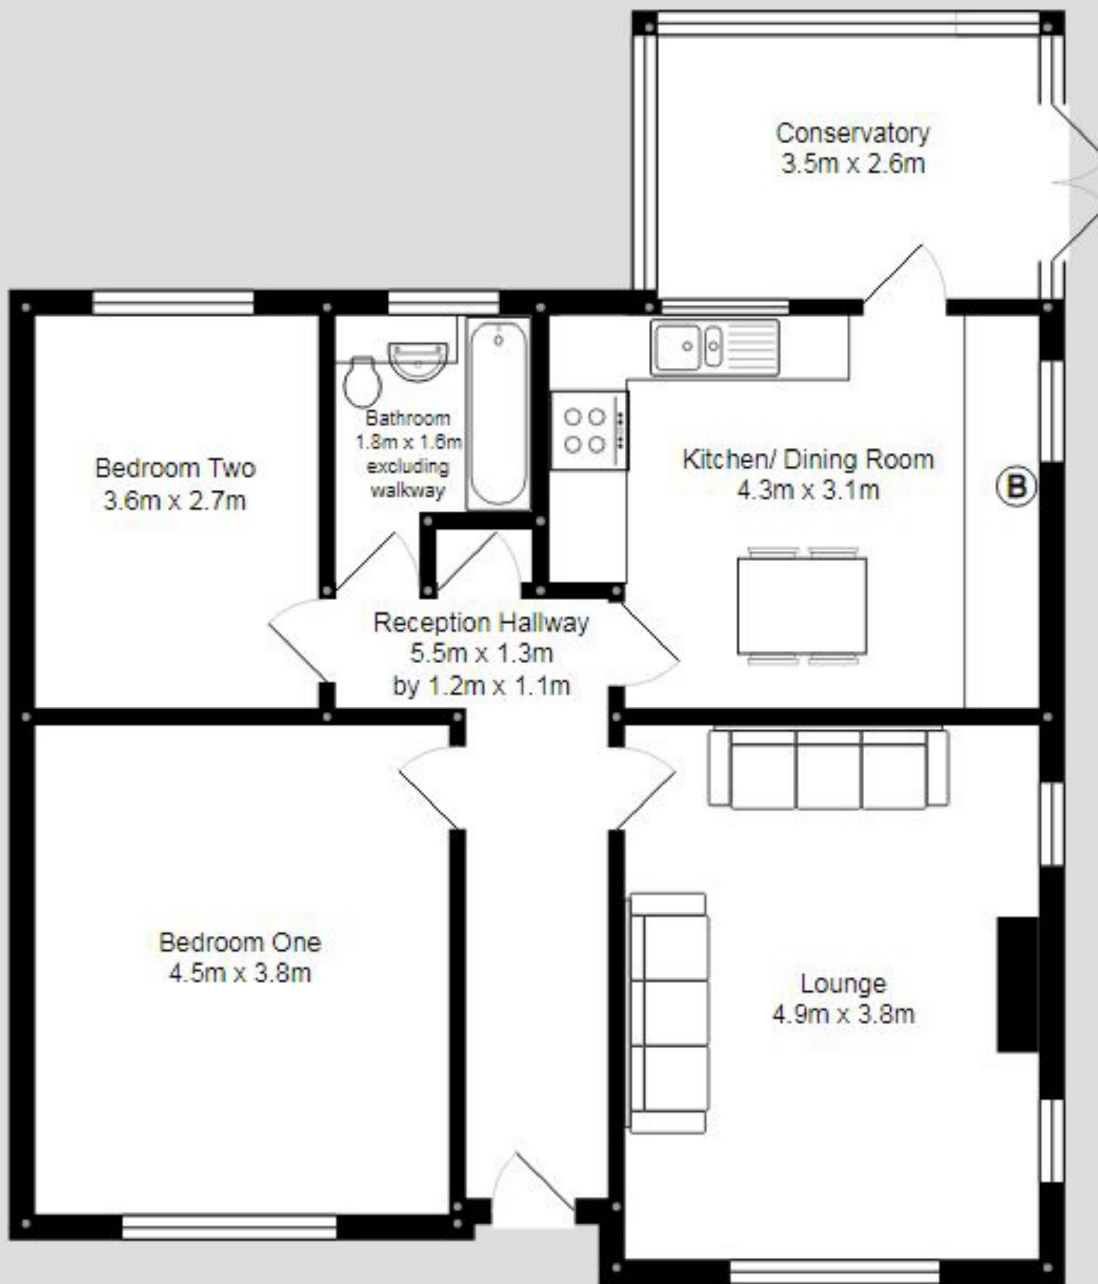 Conservatory
3.5m x 2.6m
Bathroom
1.8m x 1.6m
excluding
walkway
Bedroom Two
3.6m x 2.7m
Kitchen/ Dining Room
4.3m x 3.1m
B
Reception Hallway
5.5m x 1.3m
by 1.2m x 1.1m
Bedroom One
4.5m x 3.8m
Lounge
4.9m x 3.8m